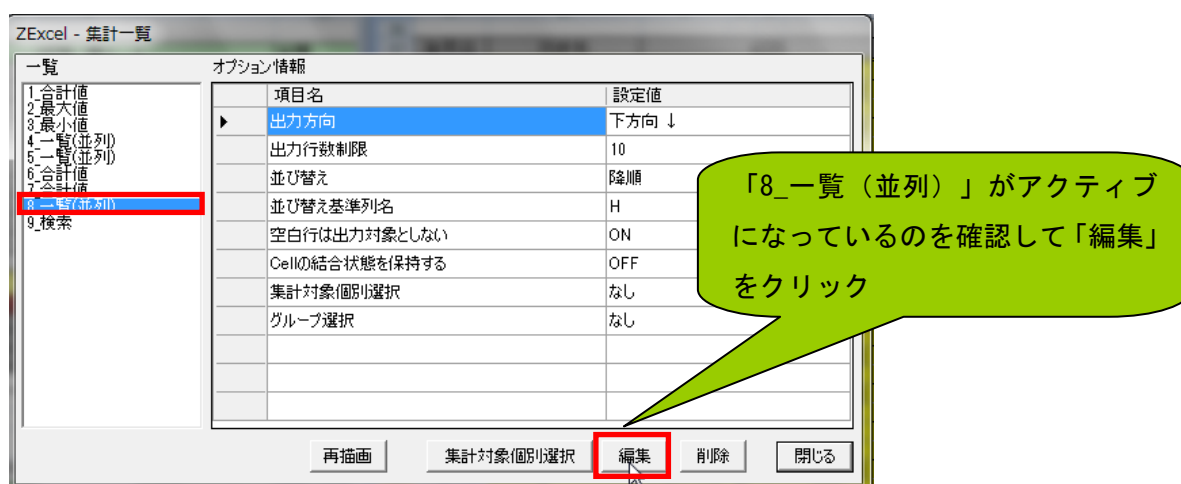 ZExcel - 集計一覧
一覧
オプション情報
1_合計値
2_最大値
3_最小値
4_一覧(並列)
5_一覧(並列)
6_合計値
7_合計値
8_一覧(並列)
9_検索
項目名 設定値
出力方向 下方向 ↓
出力行数制限 10
並び替え 降順
並び替え基準列名 H
空白行は出力対象としない ON
Cellの結合状態を保持する OFF
集計対象個別選択 なし
グループ選択 なし
「8_一覧（並列）」がアクティブ
になっているのを確認して「編集」
をクリック
再描画 集計対象個別選択 編集 削除 閉じる